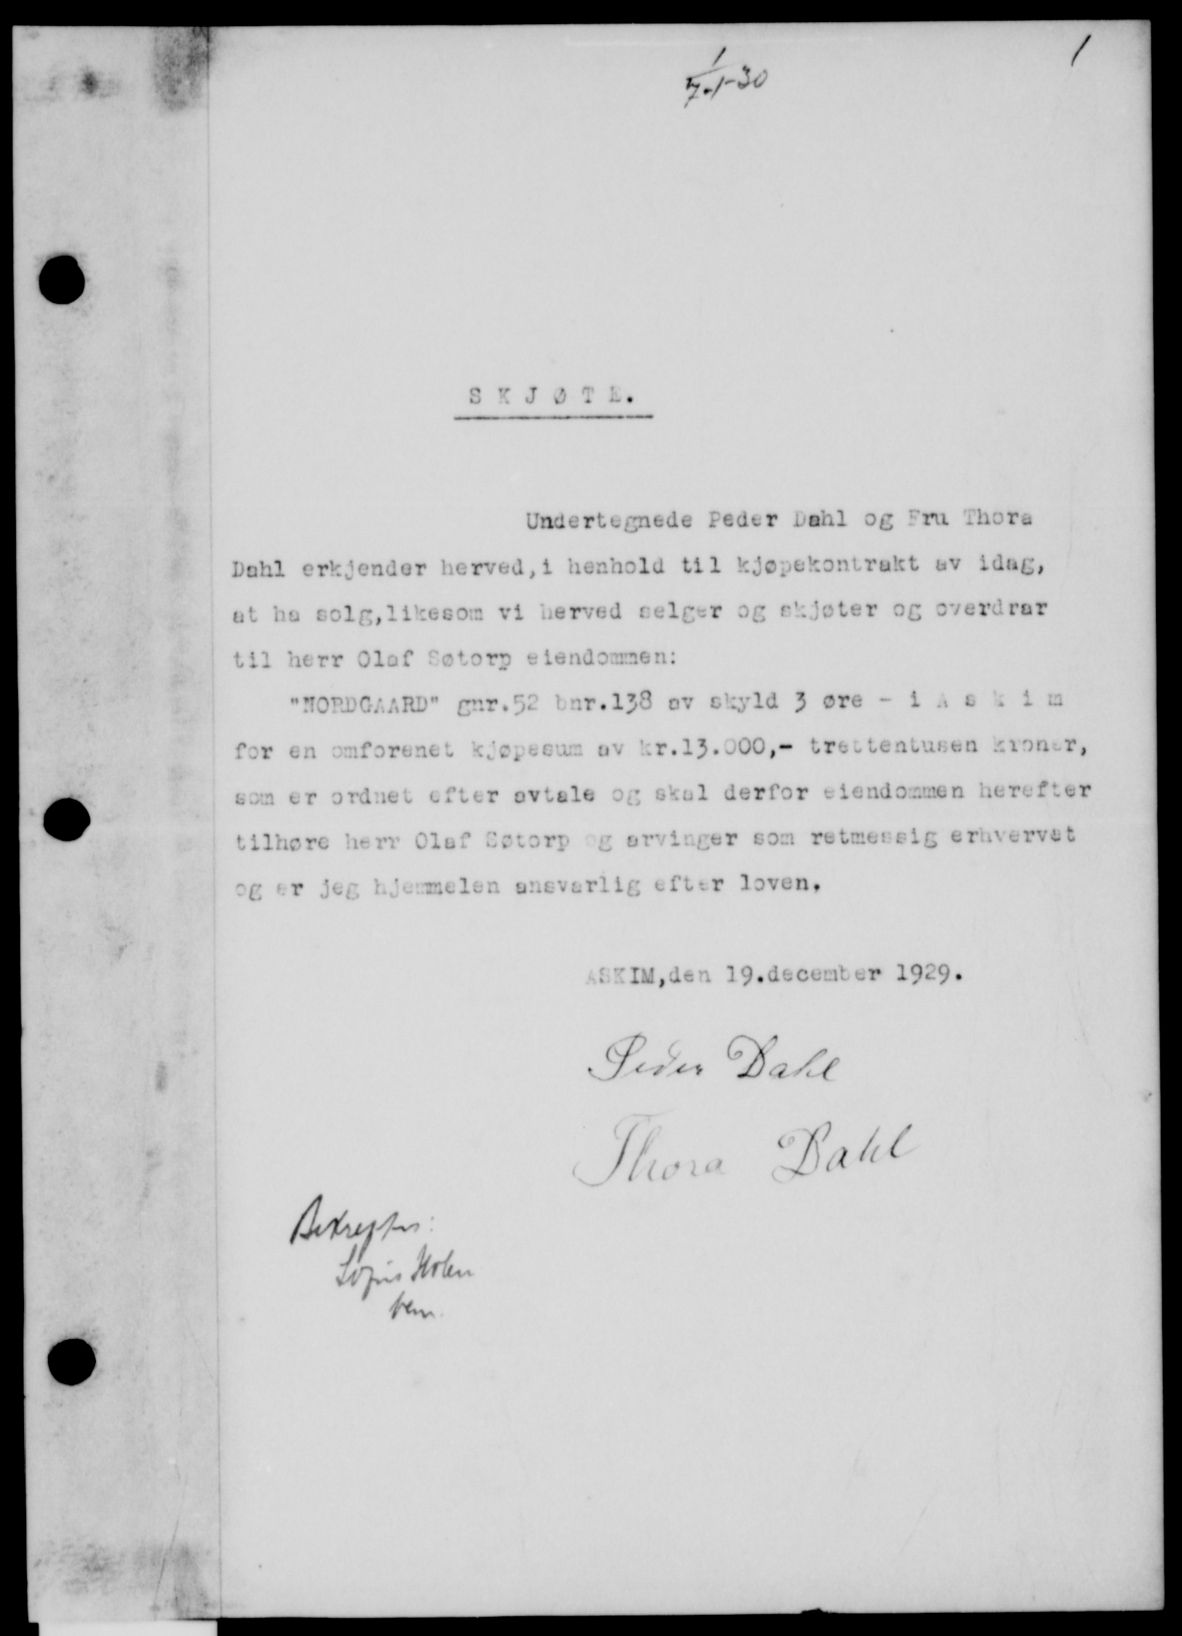 1
1
7-1-30
SKJØTE.
Undertegnede Peder Dahl og Fru Thora
Dahl erkjender herved,i henhold til kjøpekontrakt av idag,
at ha solg,likesom vi herved selger og skjøter og overdrar
til herr Olaf Søtorp eiendommen:
"NORDGAARD" gnr.52 bnr.138 av skyld 3 øre - i Askim
for en omforenet kjøpesum av kr.13.000,- trettentusen kroner,
som er ordnet efter avtale og skal derfor eiendommen herefter
tilhøre herr Olaf Søtorp og arvinger som retmessig erhvervet
og er jeg hjemmelen ansvarlig efter loven.
ASKIM,den 19.december 1929.
Peder Dahl
Thora Dahl
Bekreftes:
Holen